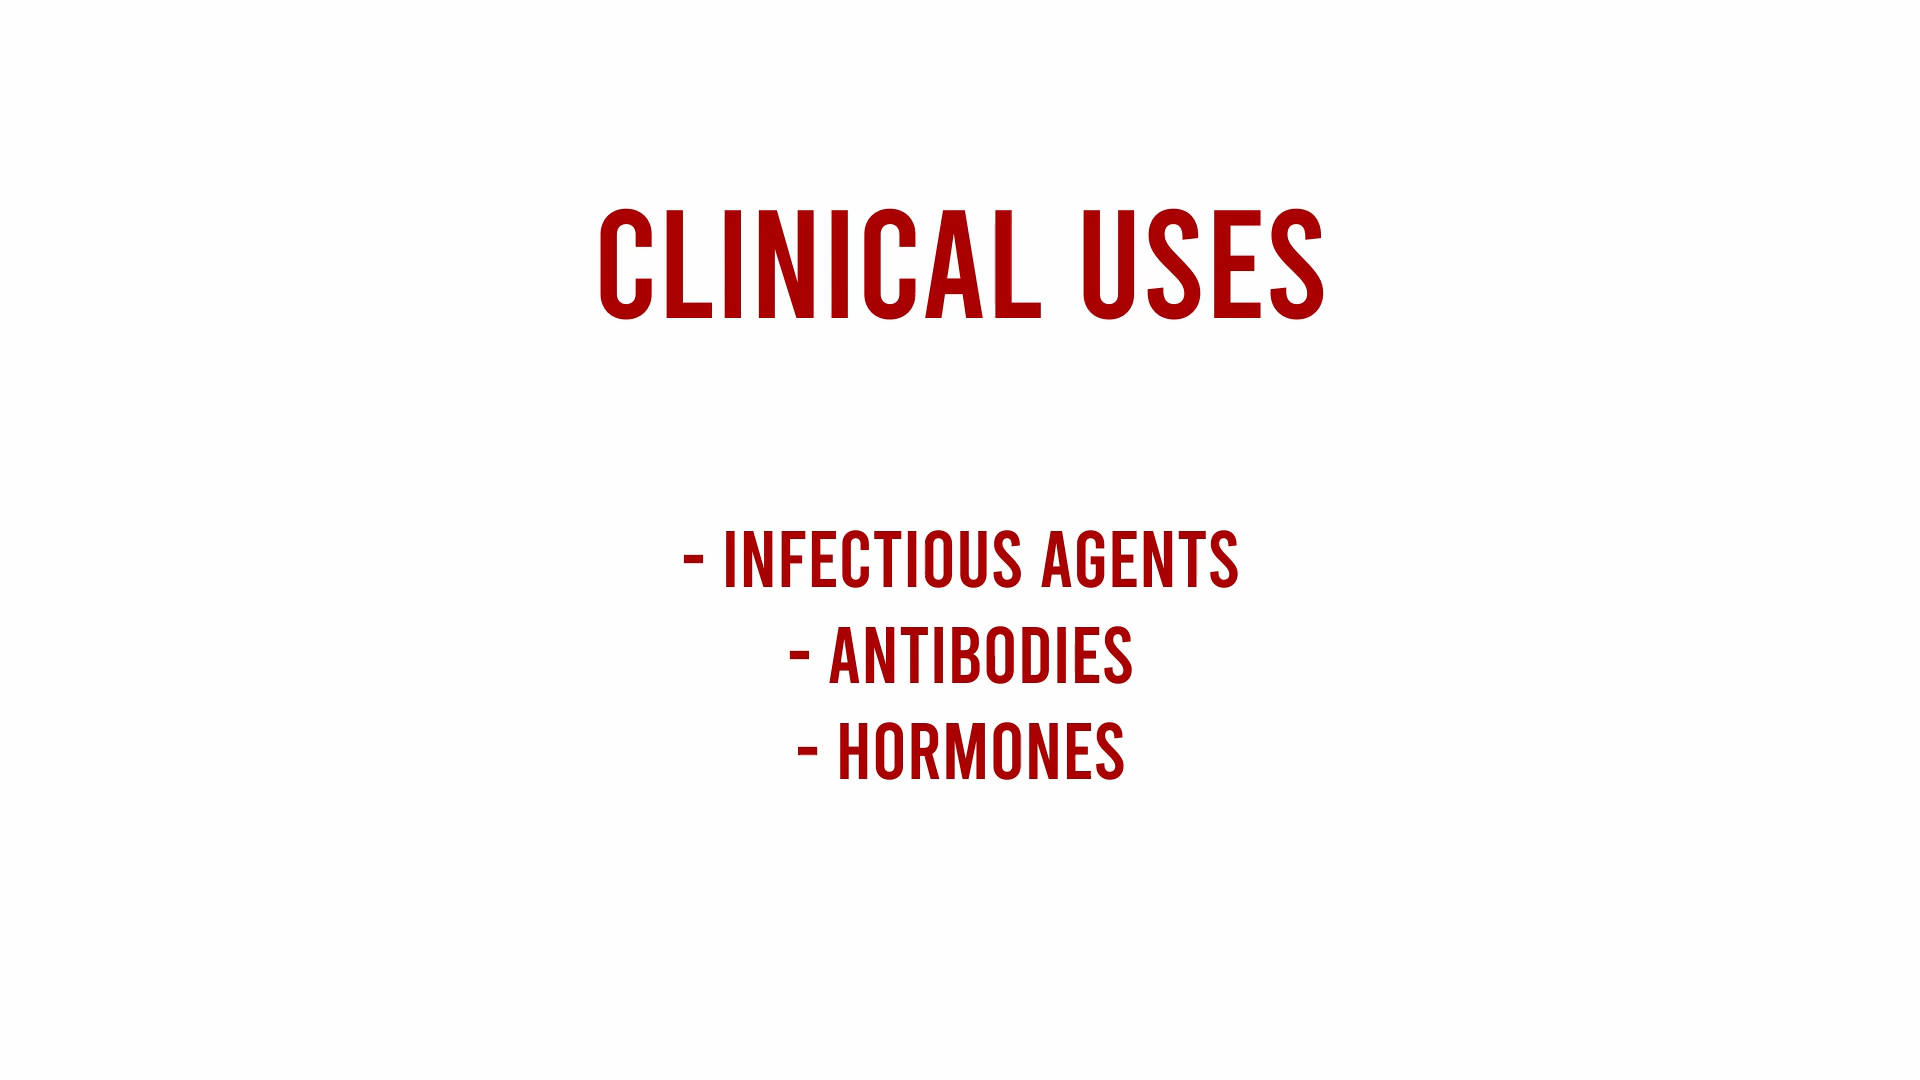 CLINICAL USES
- INFECTIOUS AGENTS
- ANTIBODIES
- HORMONES